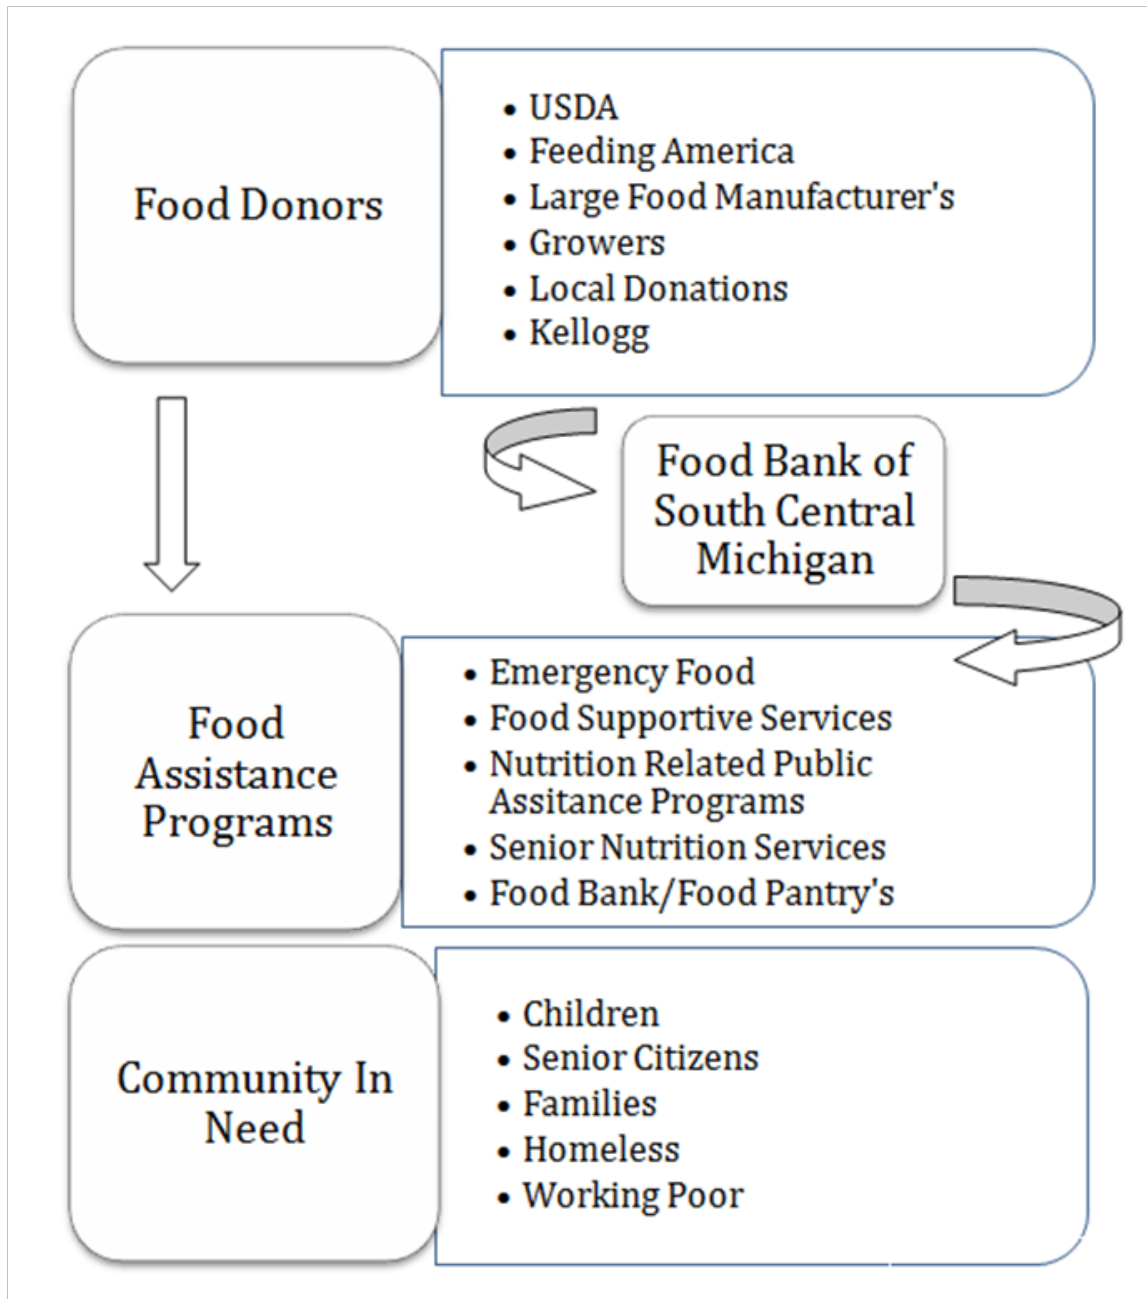 Food Donors
• USDA
• Feeding America
• Large Food Manufacturer's
• Growers
• Local Donations
• Kellogg
Food Bank of
South Central
Michigan
Food
Assistance
Programs
• Emergency Food
• Food Supportive Services
• Nutrition Related Public
Assitance Programs
• Senior Nutrition Services
• Food Bank/Food Pantry's
Community In
Need
• Children
• Senior Citizens
• Families
• Homeless
• Working Poor